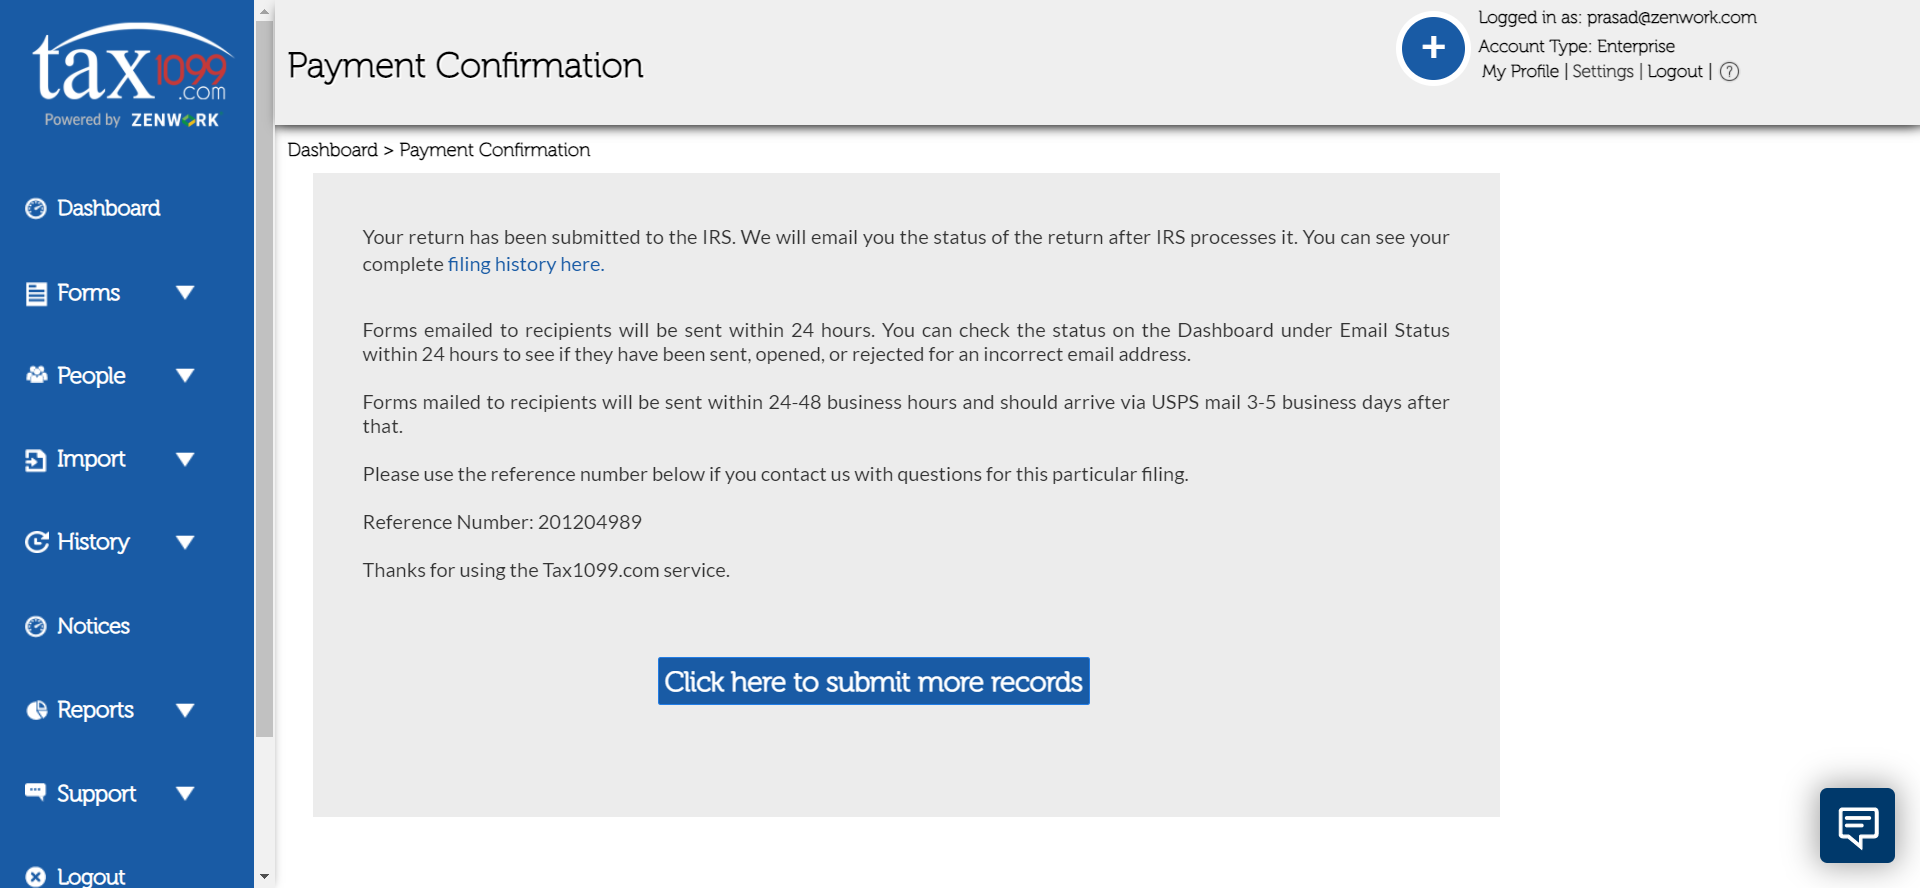 tax1099
.com
Powered by ZENWORK
Dashboard
Forms
People
Import
History
Notices
Reports
Support
Logout
Payment Confirmation
Logged in as: prasad@zenwork.com
Account Type: Enterprise
My Profile | Settings | Logout | ?
Dashboard > Payment Confirmation
Your return has been submitted to the IRS. We will email you the status of the return after IRS processes it. You can see your
complete filing history here.
Forms emailed to recipients will be sent within 24 hours. You can check the status on the Dashboard under Email Status
within 24 hours to see if they have been sent, opened, or rejected for an incorrect email address.
Forms mailed to recipients will be sent within 24-48 business hours and should arrive via USPS mail 3-5 business days after
that.
Please use the reference number below if you contact us with questions for this particular filing.
Reference Number: 201204989
Thanks for using the Tax1099.com service.
Click here to submit more records